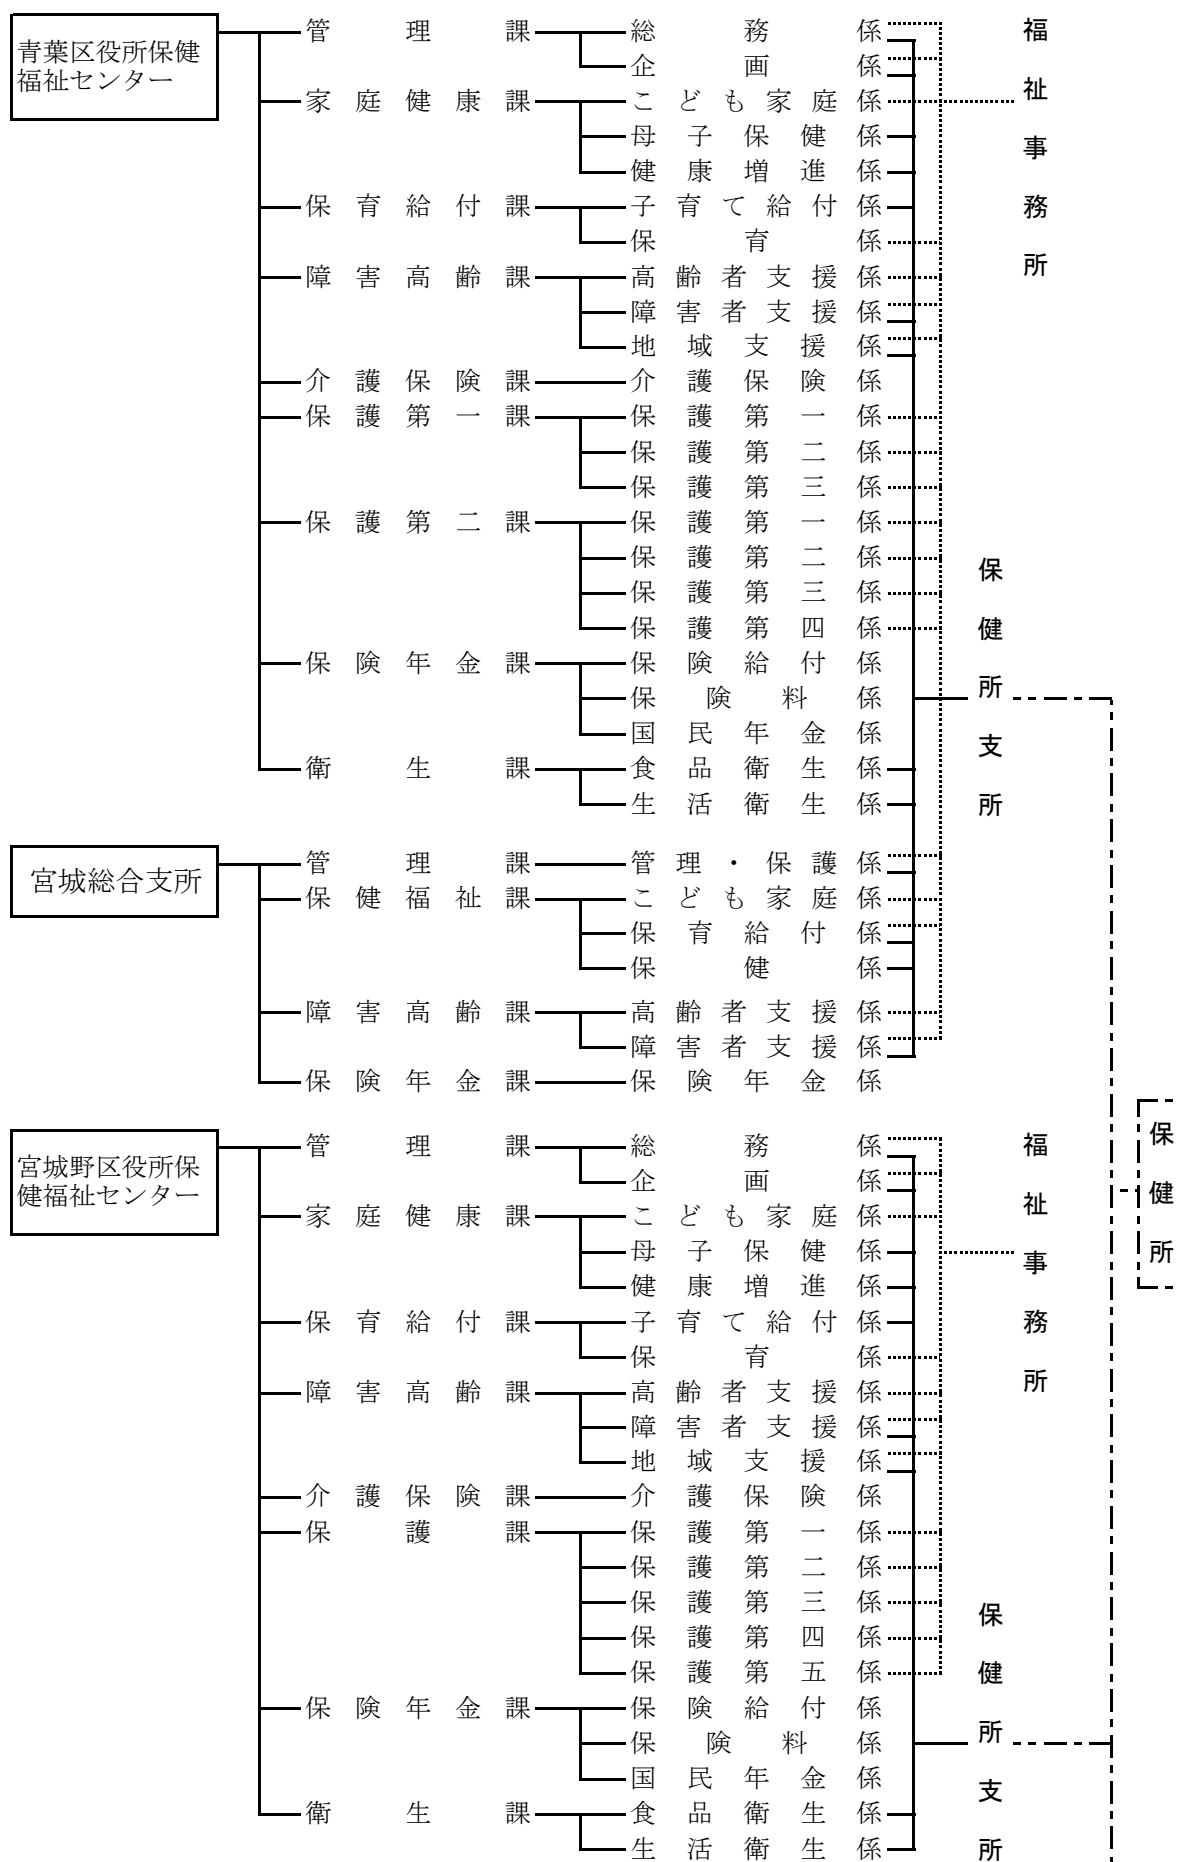 青葉区役所保健
福祉センター
管理課 総務係
企画係
家庭健康課 こども家庭係
母子保健係
健康増進係
保育給付課 子育て給付係
保育係
障害高齢課 高齢者支援係
障害者支援係
地域支援係
介護保険課 介護保険係
保護第一課 保護第一係
保護第二係
保護第三係
保護第二課 保護第一係
保護第二係
保護第三係
保護第四係
保険年金課 保険給付係
保険料係
国民年金係
衛生課 食品衛生係
生活衛生係
福祉事務所
保健所支所
宮城総合支所
管理課 管理・保護係
保健福祉課 こども家庭係
保育給付係
保健係
障害高齢課 高齢者支援係
障害者支援係
保険年金課 保険年金係
宮城野区役所保
健福祉センター
管理課 総務係
企画係
家庭健康課 こども家庭係
母子保健係
健康増進係
保育給付課 子育て給付係
保育係
障害高齢課 高齢者支援係
障害者支援係
地域支援係
介護保険課 介護保険係
保護課 保護第一係
保護第二係
保護第三係
保護第四係
保護第五係
保険年金課 保険給付係
保険料係
国民年金係
衛生課 食品衛生係
生活衛生係
福祉事務所
保健所支所
保健所